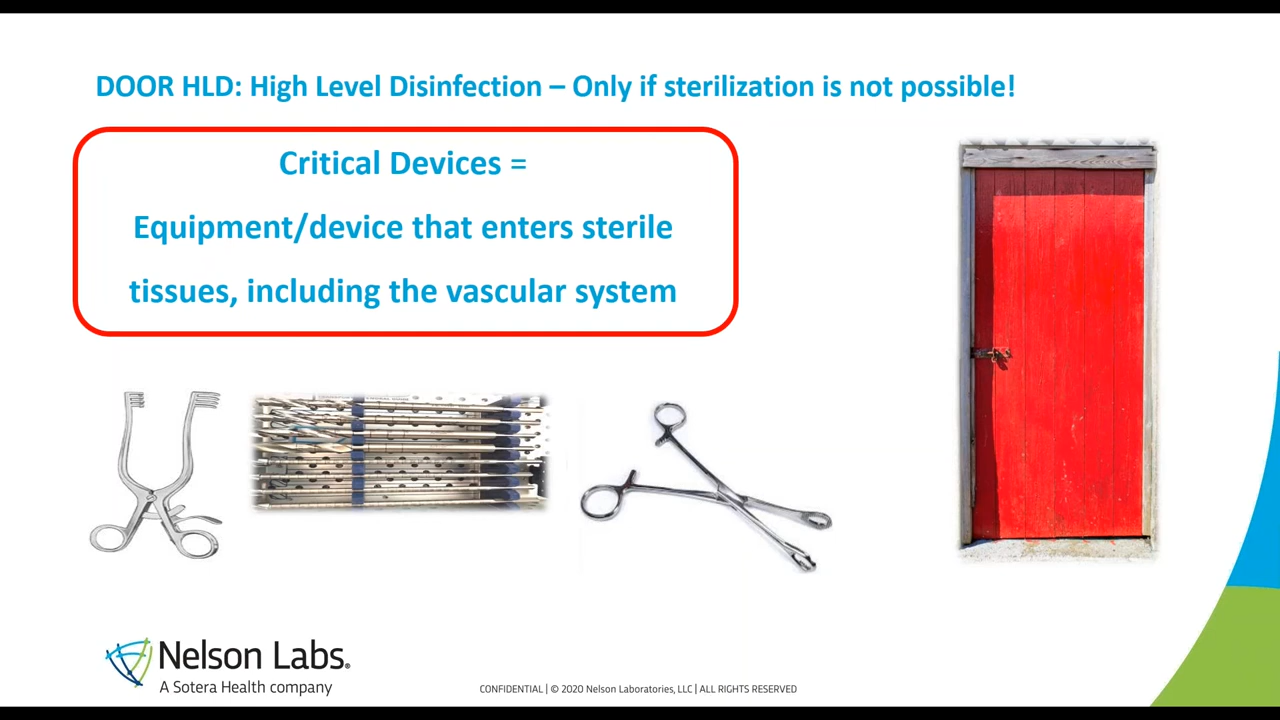 DOOR HLD: High Level Disinfection – Only if sterilization is not possible!
Critical Devices =
Equipment/device that enters sterile
tissues, including the vascular system
Nelson Labs®
A Sotera Health company
CONFIDENTIAL | © 2020 Nelson Laboratories, LLC | ALL RIGHTS RESERVED